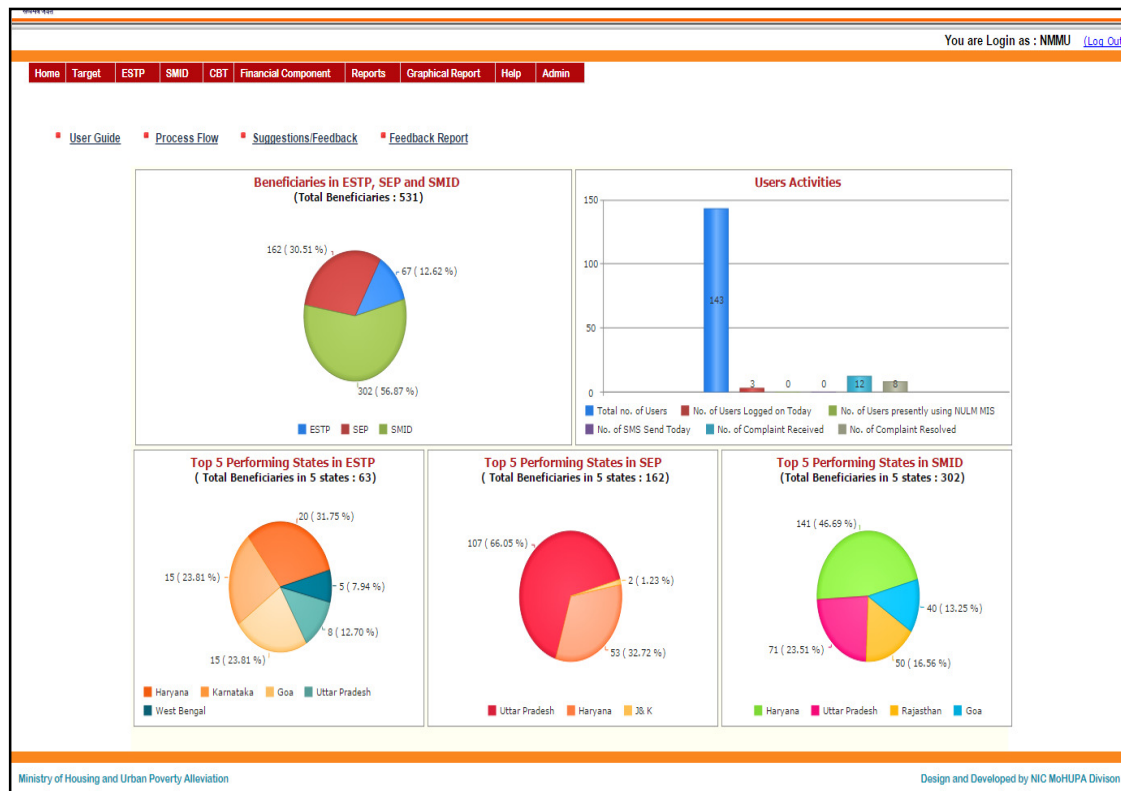 You are Login as : NMMU (Log Out
Home Target ESTP SMID CBT Financial Component Reports Graphical Report Help Admin
User Guide Process Flow Suggestions/Feedback Feedback Report
Beneficiaries in ESTP, SEP and SMID
(Total Beneficiaries : 531)
162 ( 30.51 %)
67 ( 12.62 %)
302 ( 56.87 %)
ESTP SEP SMID
Users Activities
150
100
50
0
143
3
0
0
12
8
Total no. of Users No. of Users Logged on Today No. of Users presently using NULM MIS
No. of SMS Send Today No. of Complaint Received No. of Complaint Resolved
Top 5 Performing States in ESTP
( Total Beneficiaries in 5 states : 63)
20 ( 31.75 %)
15 ( 23.81 %)
5 ( 7.94 %)
8 ( 12.70 %)
15 ( 23.81 %)
Haryana Karnataka Goa Uttar Pradesh
West Bengal
Top 5 Performing States in SEP
( Total Beneficiaries in 5 states : 162)
107 ( 66.05 %)
2 ( 1.23 %)
53 ( 32.72 %)
Uttar Pradesh Haryana J& K
Top 5 Performing States in SMID
(Total Beneficiaries in 5 states : 302)
141 ( 46.69 %)
40 ( 13.25 %)
71 ( 23.51 %)
50 ( 16.56 %)
Haryana Uttar Pradesh Rajasthan Goa
Ministry of Housing and Urban Poverty Alleviation
Design and Developed by NIC MoHUPA Divison